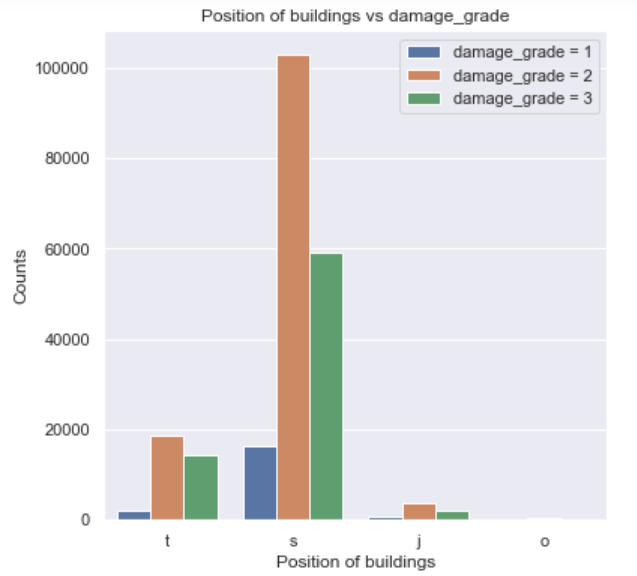 Position of buildings vs damage_grade
damage_grade = 1
damage_grade = 2
damage_grade = 3
100000
80000
60000
40000
20000
0
Counts
t s j o
Position of buildings